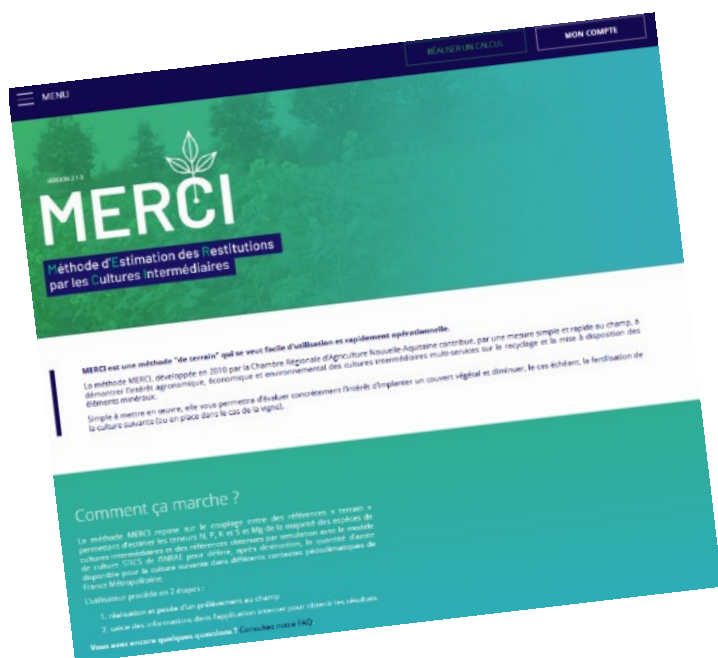 MENU
RÉALISER UN CALCUL
MON COMPTE
VERSION 2.1.3
MERCI
Méthode d'Estimation des Restitutions
par les Cultures Intermédiaires
MERCI est une méthode "de terrain" qui se veut facile d'utilisation et rapidement opérationnelle.
La méthode MERCI, développée en 2010 par la Chambre Régionale d'Agriculture Nouvelle-Aquitaine contribue, par une mesure simple et rapide au champ, à
démontrer l'intérêt agronomique, économique et environnemental des cultures intermédiaires multi-services sur le recyclage et la mise à disposition des
éléments minéraux.
Simple à mettre en œuvre, elle vous permettra d'évaluer concrètement l'intérêt d'implanter un couvert végétal et diminuer, le cas échéant, la fertilisation de
la culture suivante (ou en place dans le cas de la vigne).
Comment ça marche ?
La méthode MERCI repose sur le couplage entre des références « terrain »
permettant d'estimer les teneurs N, P, K et S et Mg de la majorité des espèces de
cultures intermédiaires et des références obtenues par simulation avec le modèle
de culture STICS de l'INRAE pour définir, après destruction, la quantité d'azote
disponible pour la culture suivante dans différents contextes pédoclimatiques de
France Métropolitaine.
L'utilisateur procède en 2 étapes :
1. réalisation et pesée d'un prélèvement au champ
2. saisie des informations dans l'application internet pour obtenir les résultats
Vous avez encore quelques questions ? Consultez notre FAQ